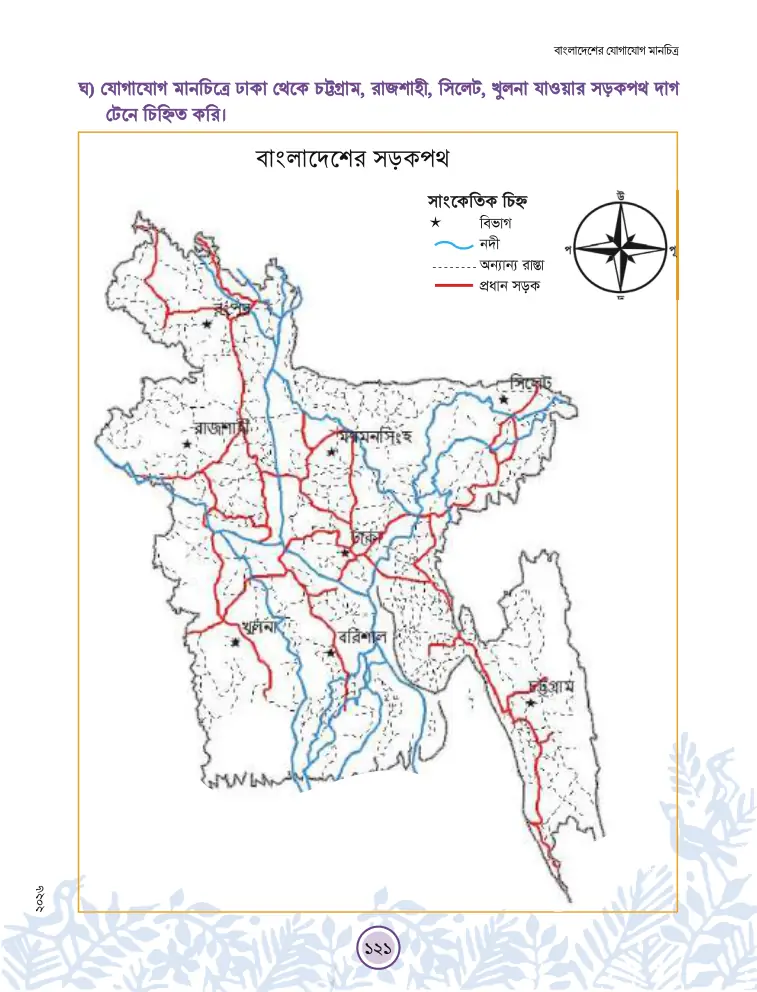 বাংলাদেশের যোগাযোগ মানচিত্র
ঘ) যোগাযোগ মানচিত্রে ঢাকা থেকে চট্টগ্রাম, রাজশাহী, সিলেট, খুলনা যাওয়ার সড়কপথ দাগ
টেনে চিহ্নিত করি।
বাংলাদেশের সড়কপথ
সাংকেতিক চিহ্ন
বিভাগ
নদী
অন্যান্য রাস্তা
প্রধান সড়ক
উ
প
পূ
দ
রংপুর
সিলেট
রাজশাহী
ময়মনসিংহ
ঢাকা
খুলনা
বরিশাল
চট্টগ্রাম
২০২৬
১২১